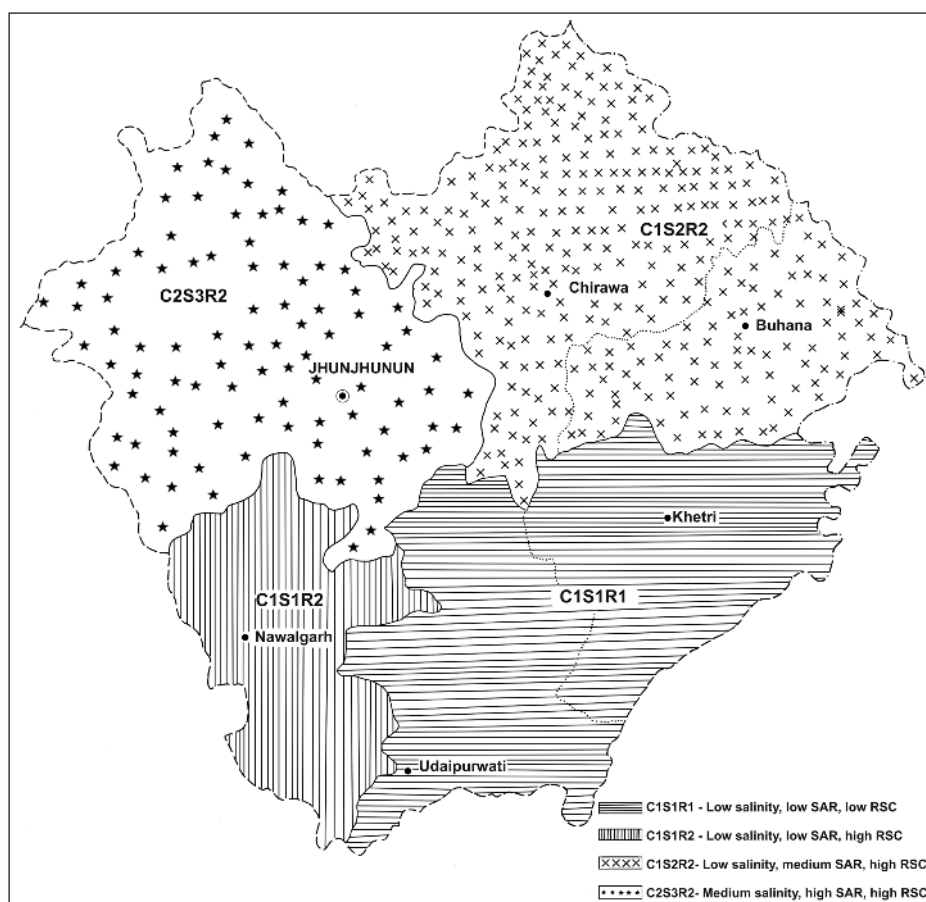 C1S2R2
Chirawa
C2S3R2
Buhana
JHUNJHUNUN
Khetri
C1S1R2
C1S1R1
Nawalgarh
Udaipurwati
C1S1R1 - Low salinity, low SAR, low RSC
C1S1R2 - Low salinity, low SAR, high RSC
C1S2R2- Low salinity, medium SAR, high RSC
C2S3R2- Medium salinity, high SAR, high RSC